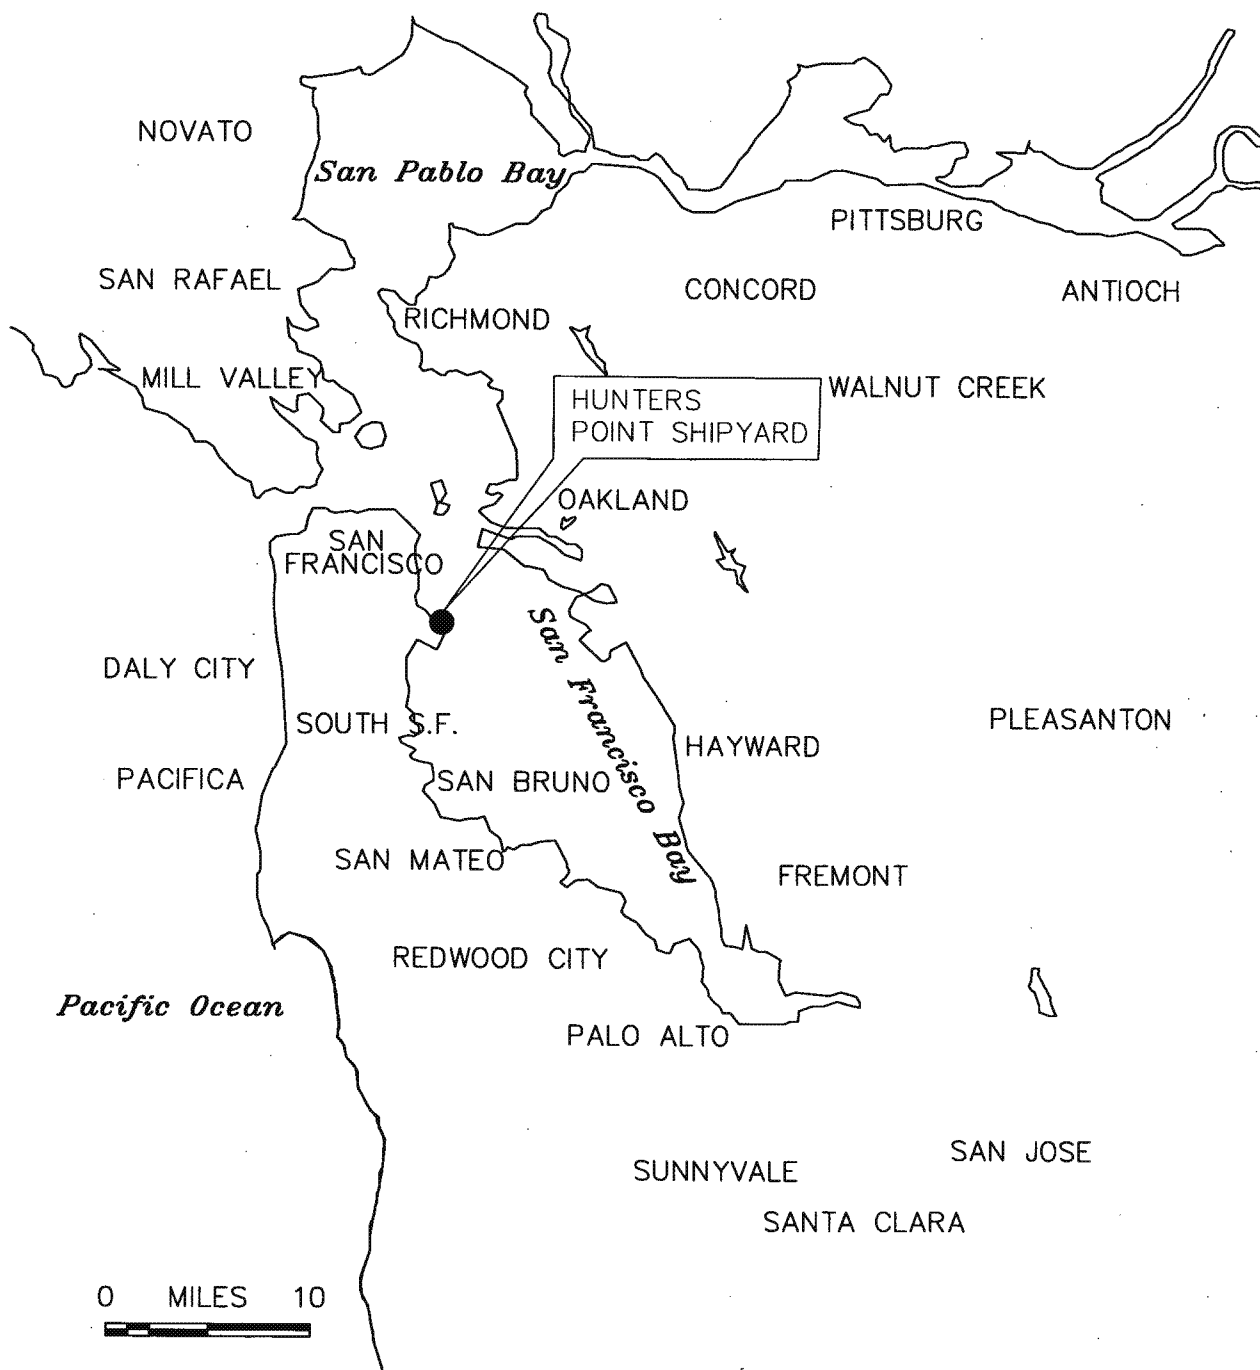 NOVATO
San Pablo Bay
PITTSBURG
SAN RAFAEL
CONCORD
ANTIOCH
RICHMOND
MILL VALLEY
WALNUT CREEK
HUNTERS
POINT SHIPYARD
OAKLAND
SAN
FRANCISCO
San Francisco Bay
DALY CITY
SOUTH S.F.
PLEASANTON
HAYWARD
PACIFICA
SAN BRUNO
SAN MATEO
FREMONT
REDWOOD CITY
Pacific Ocean
PALO ALTO
SAN JOSE
SUNNYVALE
SANTA CLARA
0 MILES 10